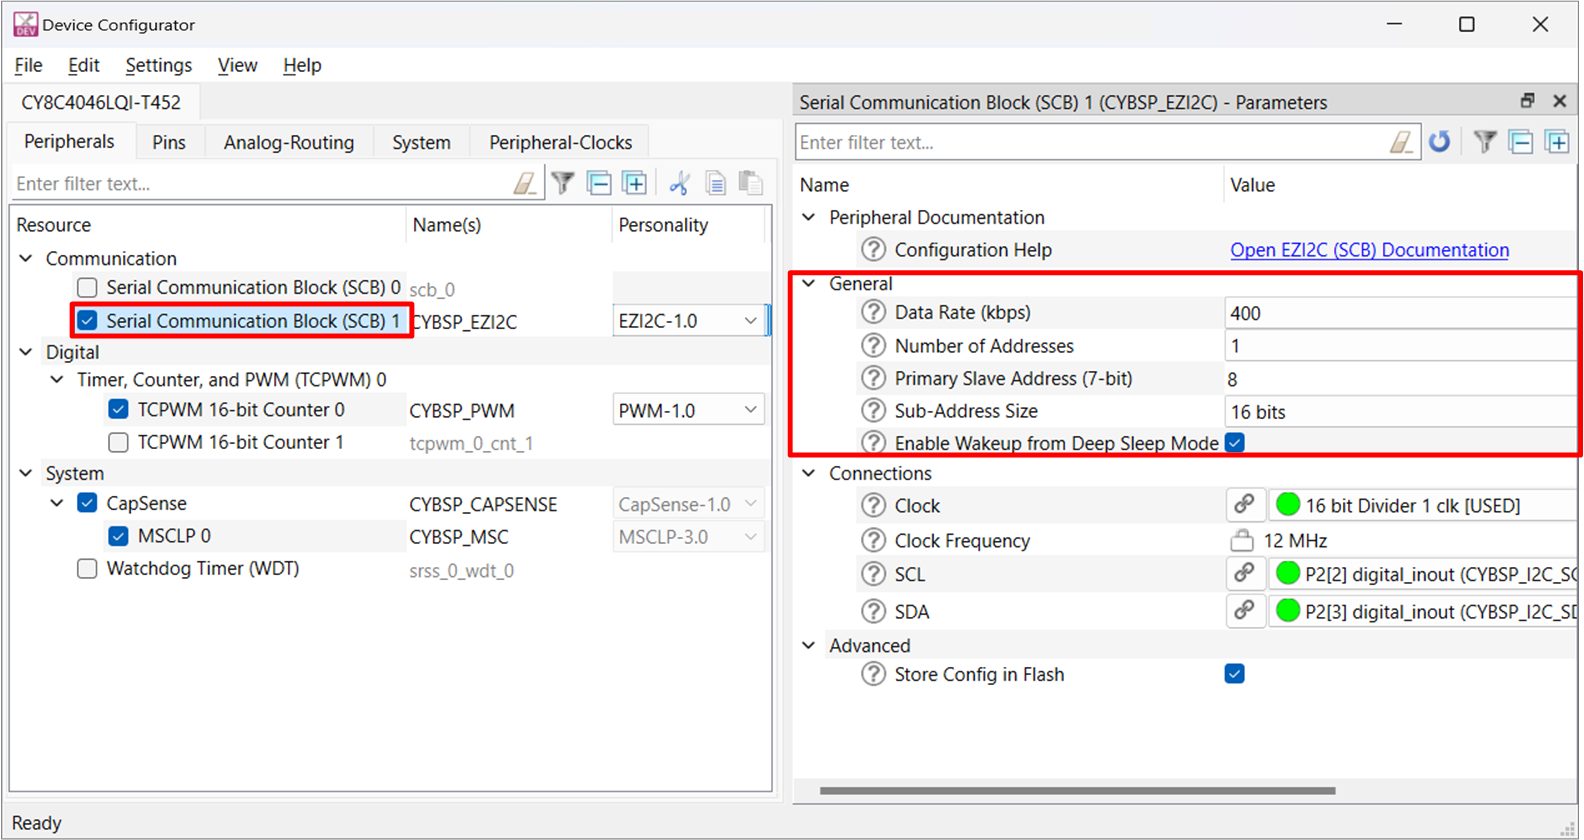 Device Configurator
File Edit Settings View Help
CY8C4046LQI-T452
Peripherals Pins Analog-Routing System Peripheral-Clocks
Enter filter text...
Resource Name(s) Personality
Communication
Serial Communication Block (SCB) 0 scb_0
Serial Communication Block (SCB) 1 CYBSP_EZI2C EZI2C-1.0
Digital
Timer, Counter, and PWM (TCPWM) 0
TCPWM 16-bit Counter 0 CYBSP_PWM PWM-1.0
TCPWM 16-bit Counter 1 tcpwm_0_cnt_1
System
CapSense CYBSP_CAPSENSE CapSense-1.0
MSCLP 0 CYBSP_MSC MSCLP-3.0
Watchdog Timer (WDT) srss_0_wdt_0
Serial Communication Block (SCB) 1 (CYBSP_EZI2C) - Parameters
Enter filter text...
Name Value
Peripheral Documentation
Configuration Help Open EZI2C (SCB) Documentation
General
Data Rate (kbps) 400
Number of Addresses 1
Primary Slave Address (7-bit) 8
Sub-Address Size 16 bits
Enable Wakeup from Deep Sleep Mode
Connections
Clock 16 bit Divider 1 clk [USED]
Clock Frequency 12 MHz
SCL P2[2] digital_inout (CYBSP_I2C_SC
SDA P2[3] digital_inout (CYBSP_I2C_SD
Advanced
Store Config in Flash
Ready